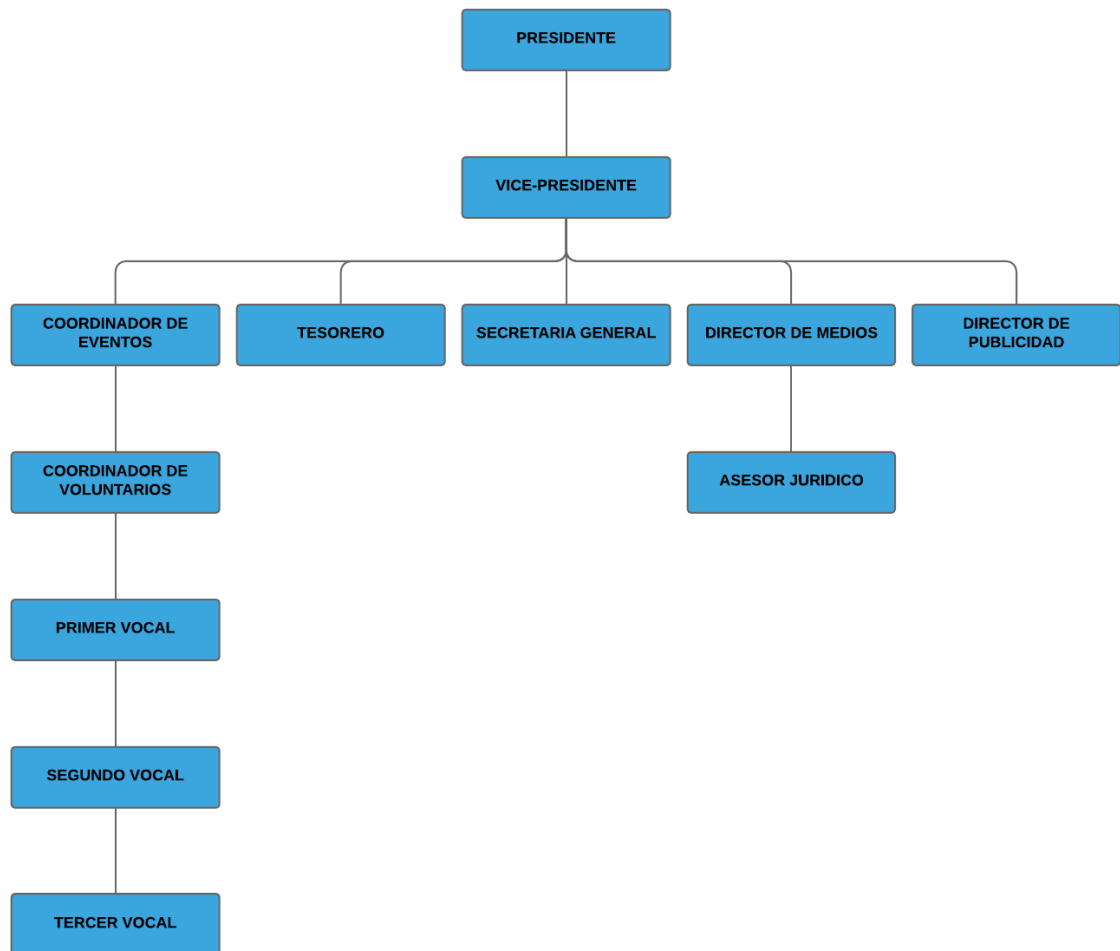 PRESIDENTE
VICE-PRESIDENTE
COORDINADOR DE
EVENTOS
TESORERO
SECRETARIA GENERAL
DIRECTOR DE MEDIOS
DIRECTOR DE
PUBLICIDAD
COORDINADOR DE
VOLUNTARIOS
ASESOR JURIDICO
PRIMER VOCAL
SEGUNDO VOCAL
TERCER VOCAL